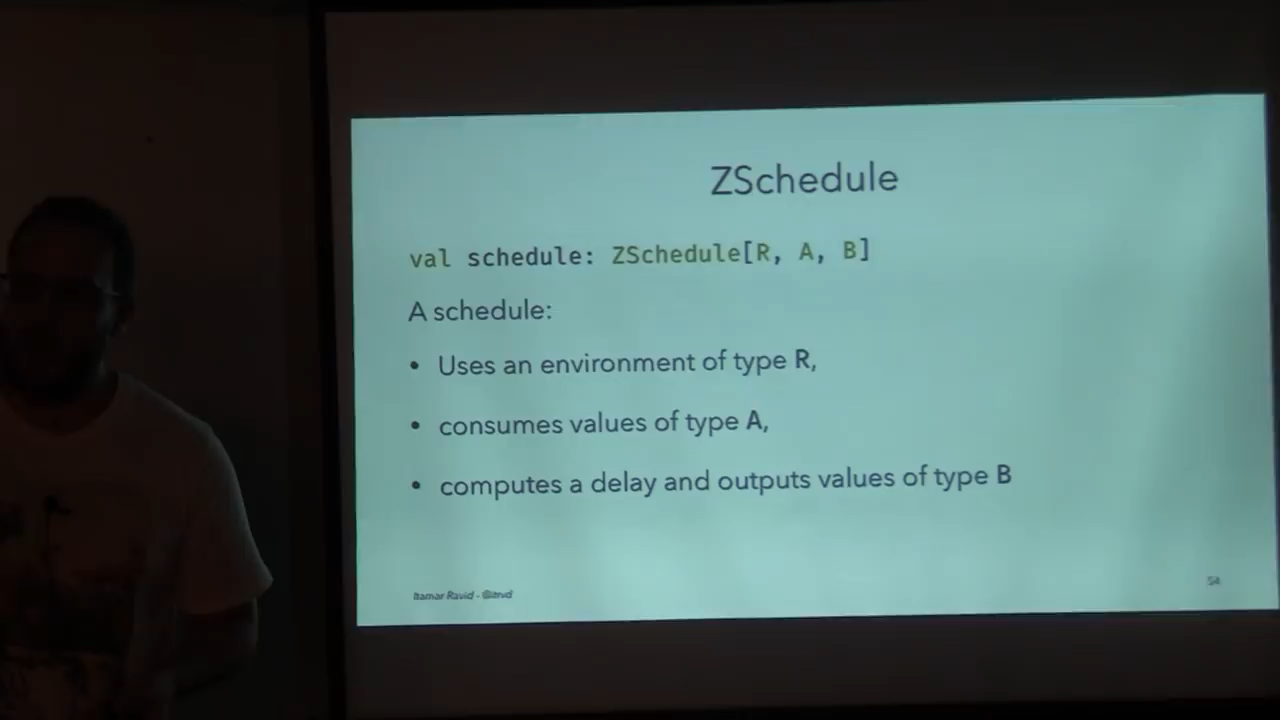 ZSchedule
val schedule: ZSchedule[R, A, B]
A schedule:
• Uses an environment of type R,
• consumes values of type A,
• computes a delay and outputs values of type B
Itamar Ravid - @itrvd
54